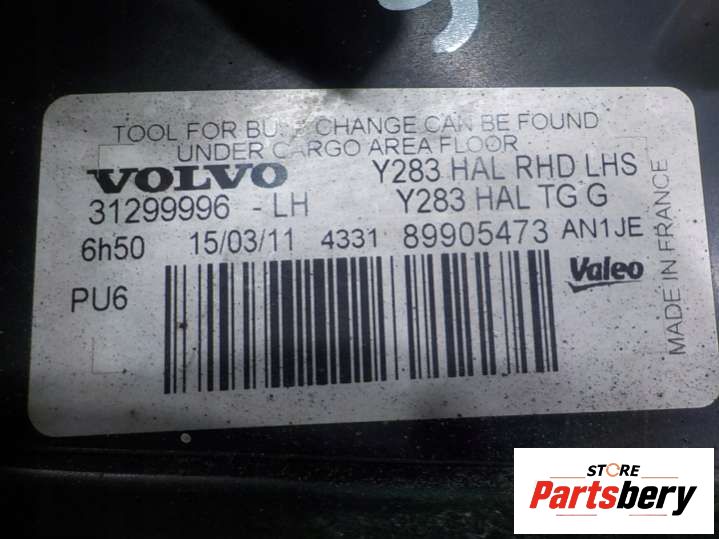 TOOL FOR BULB CHANGE CAN BE FOUND
UNDER CARGO AREA FLOOR
VOLVO Y283 HAL RHD LHS
31299996 - LH Y283 HAL TG G
6h50 15/03/11 4331 89905473 AN1JE
PU6 Valeo
MADE IN FRANCE
STORE
Partsbery